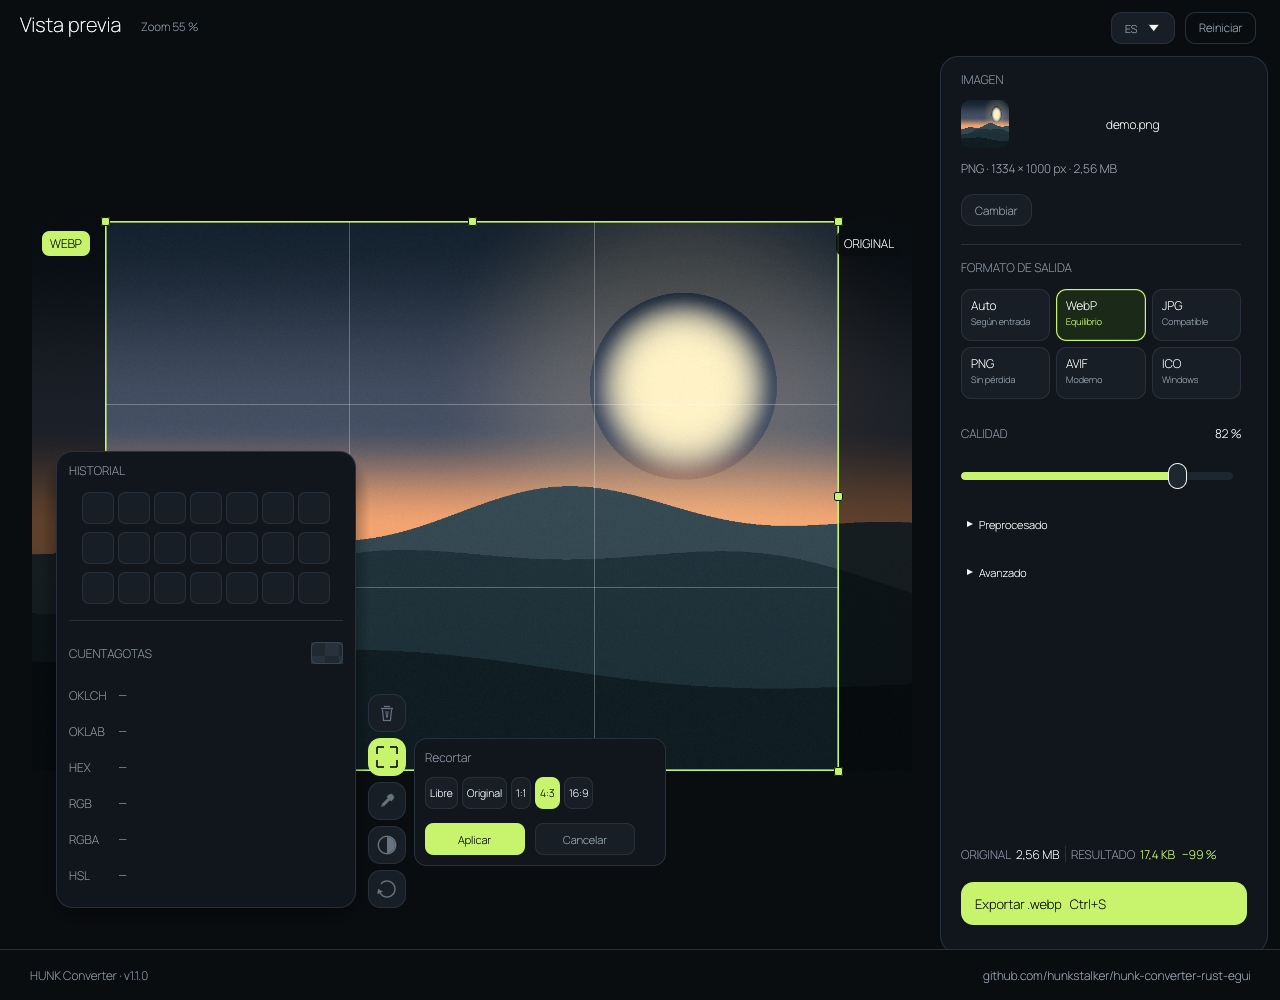 Vista previa Zoom 55 % ES Reiniciar
IMAGEN
demo.png
PNG · 1334 × 1000 px · 2,56 MB
Cambiar
WEBP
ORIGINAL
FORMATO DE SALIDA
Auto WebP JPG
Según entrada Equilibrio Compatible
PNG AVIF ICO
Sin pérdida Moderno Windows
CALIDAD 82 %
Preprocesado
Avanzado
HISTORIAL
CUENTAGOTAS
OKLCH —
OKLAB —
HEX —
RGB —
RGBA —
HSL —
Recortar
Libre Original 1:1 4:3 16:9
Aplicar Cancelar
ORIGINAL 2,56 MB RESULTADO 17,4 KB −99 %
Exportar .webp Ctrl+S
HUNK Converter · v1.1.0 github.com/hunkstalker/hunk-converter-rust-egui